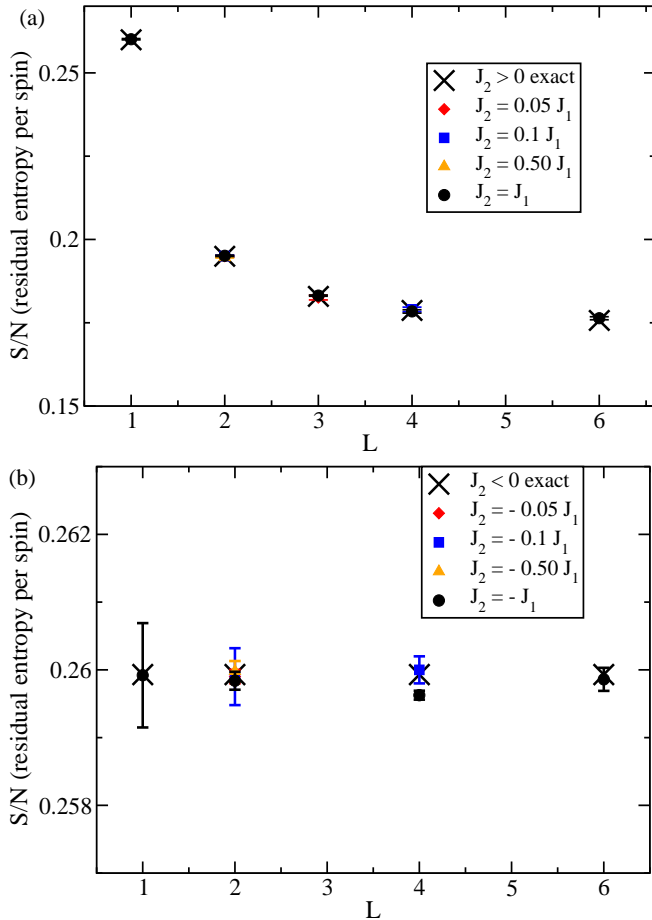 (a)
S/N (residual entropy per spin)
0.25
0.2
0.15
J2 > 0 exact
J2 = 0.05 J1
J2 = 0.1 J1
J2 = 0.50 J1
J2 = J1
1 2 3 4 5 6
L
(b)
S/N (residual entropy per spin)
0.262
0.26
0.258
J2 < 0 exact
J2 = - 0.05 J1
J2 = - 0.1 J1
J2 = - 0.50 J1
J2 = - J1
1 2 3 4 5 6
L